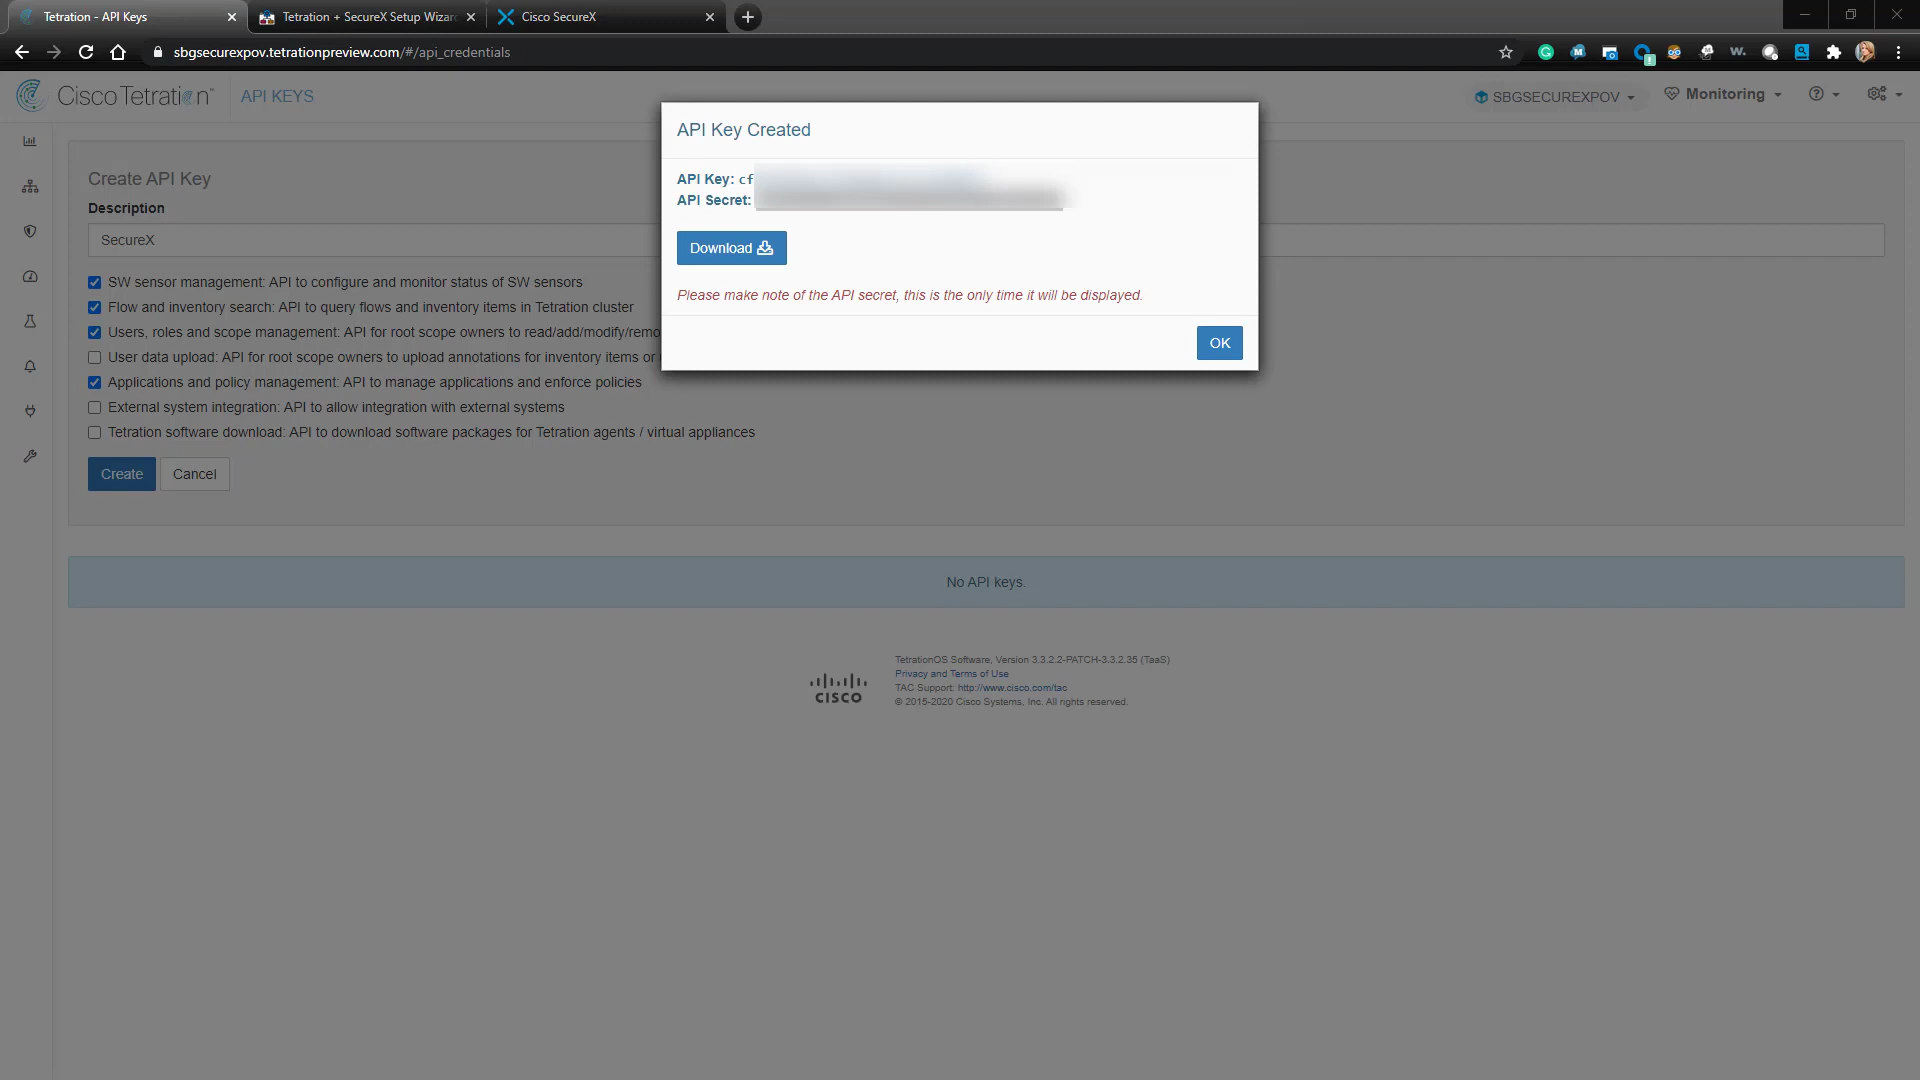 Tetration - API Keys
Tetration + SecureX Setup Wizar
Cisco SecureX
sbgsecurexpov.tetrationpreview.com/#/api_credentials
Cisco Tetration™
API KEYS
SBGSECUREXPOV
Monitoring
API Key Created
API Key: cf
API Secret:
Download
Please make note of the API secret, this is the only time it will be displayed.
OK
Create API Key
Description
SecureX
SW sensor management: API to configure and monitor status of SW sensors
Flow and inventory search: API to query flows and inventory items in Tetration cluster
Users, roles and scope management: API for root scope owners to read/add/modify/remo
User data upload: API for root scope owners to upload annotations for inventory items or
Applications and policy management: API to manage applications and enforce policies
External system integration: API to allow integration with external systems
Tetration software download: API to download software packages for Tetration agents / virtual appliances
Create
Cancel
No API keys.
CISCO
TetrationOS Software, Version 3.3.2.2-PATCH-3.3.2.35 (TaaS)
Privacy and Terms of Use
TAC Support: http://www.cisco.com/tac
© 2015-2020 Cisco Systems, Inc. All rights reserved.